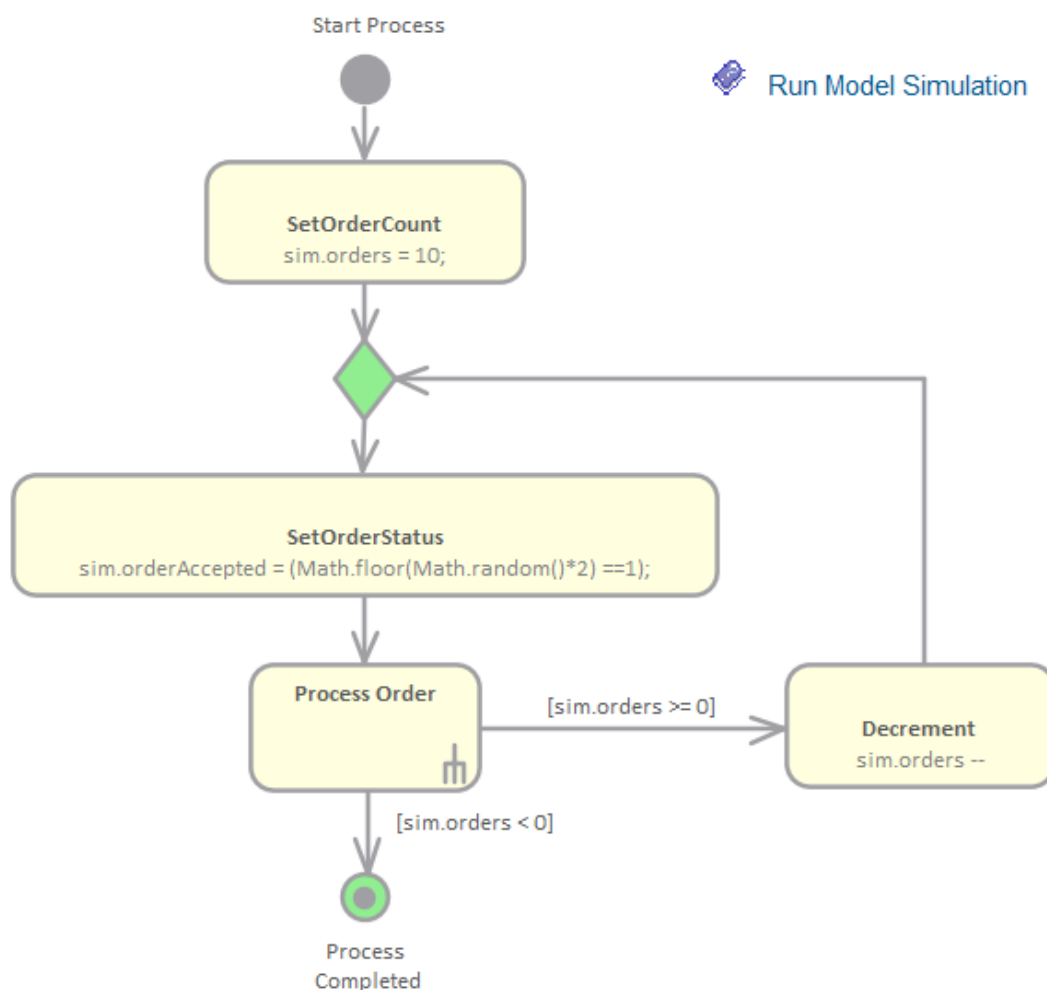 Start Process
Run Model Simulation
SetOrderCount
sim.orders = 10;
SetOrderStatus
sim.orderAccepted = (Math.floor(Math.random()*2) ==1);
Process Order
[sim.orders >= 0]
Decrement
sim.orders --
[sim.orders < 0]
Process
Completed